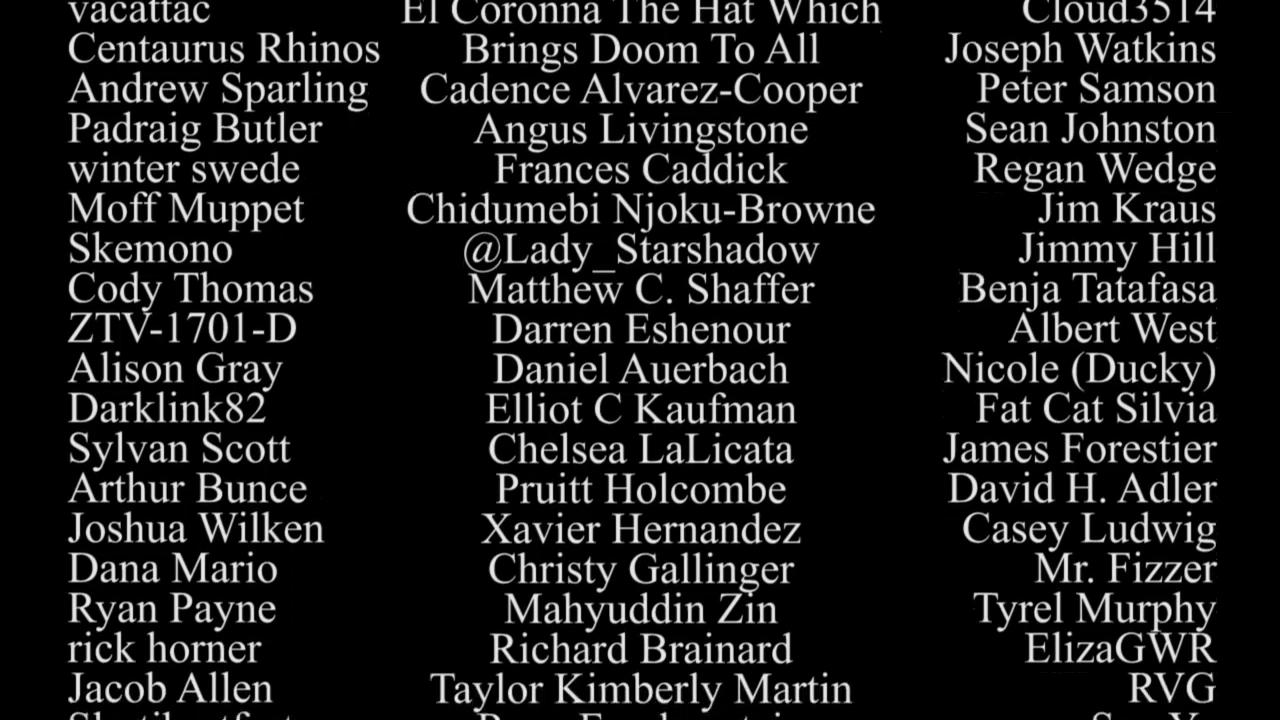 vacattac
Centaurus Rhinos
Andrew Sparling
Padraig Butler
winter swede
Moff Muppet
Skemono
Cody Thomas
ZTV-1701-D
Alison Gray
Darklink82
Sylvan Scott
Arthur Bunce
Joshua Wilken
Dana Mario
Ryan Payne
rick horner
Jacob Allen
El Coronna The Hat Which
Brings Doom To All
Cadence Alvarez-Cooper
Angus Livingstone
Frances Caddick
Chidumebi Njoku-Browne
@Lady_Starshadow
Matthew C. Shaffer
Darren Eshenour
Daniel Auerbach
Elliot C Kaufman
Chelsea LaLicata
Pruitt Holcombe
Xavier Hernandez
Christy Gallinger
Mahyuddin Zin
Richard Brainard
Taylor Kimberly Martin
Cloud3514
Joseph Watkins
Peter Samson
Sean Johnston
Regan Wedge
Jim Kraus
Jimmy Hill
Benja Tatafasa
Albert West
Nicole (Ducky)
Fat Cat Silvia
James Forestier
David H. Adler
Casey Ludwig
Mr. Fizzer
Tyrel Murphy
ElizaGWR
RVG